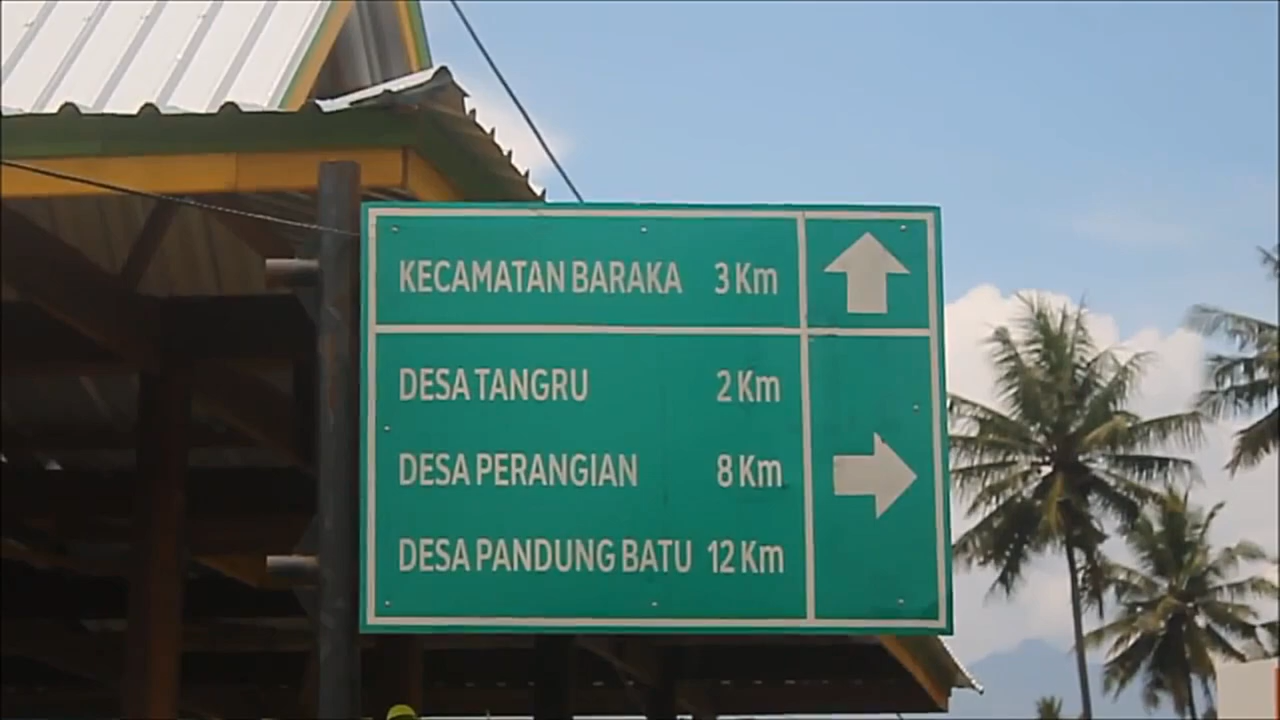 KECAMATAN BARAKA 3 Km
DESA TANGRU 2 Km
DESA PERANGIAN 8 Km
DESA PANDUNG BATU 12 Km